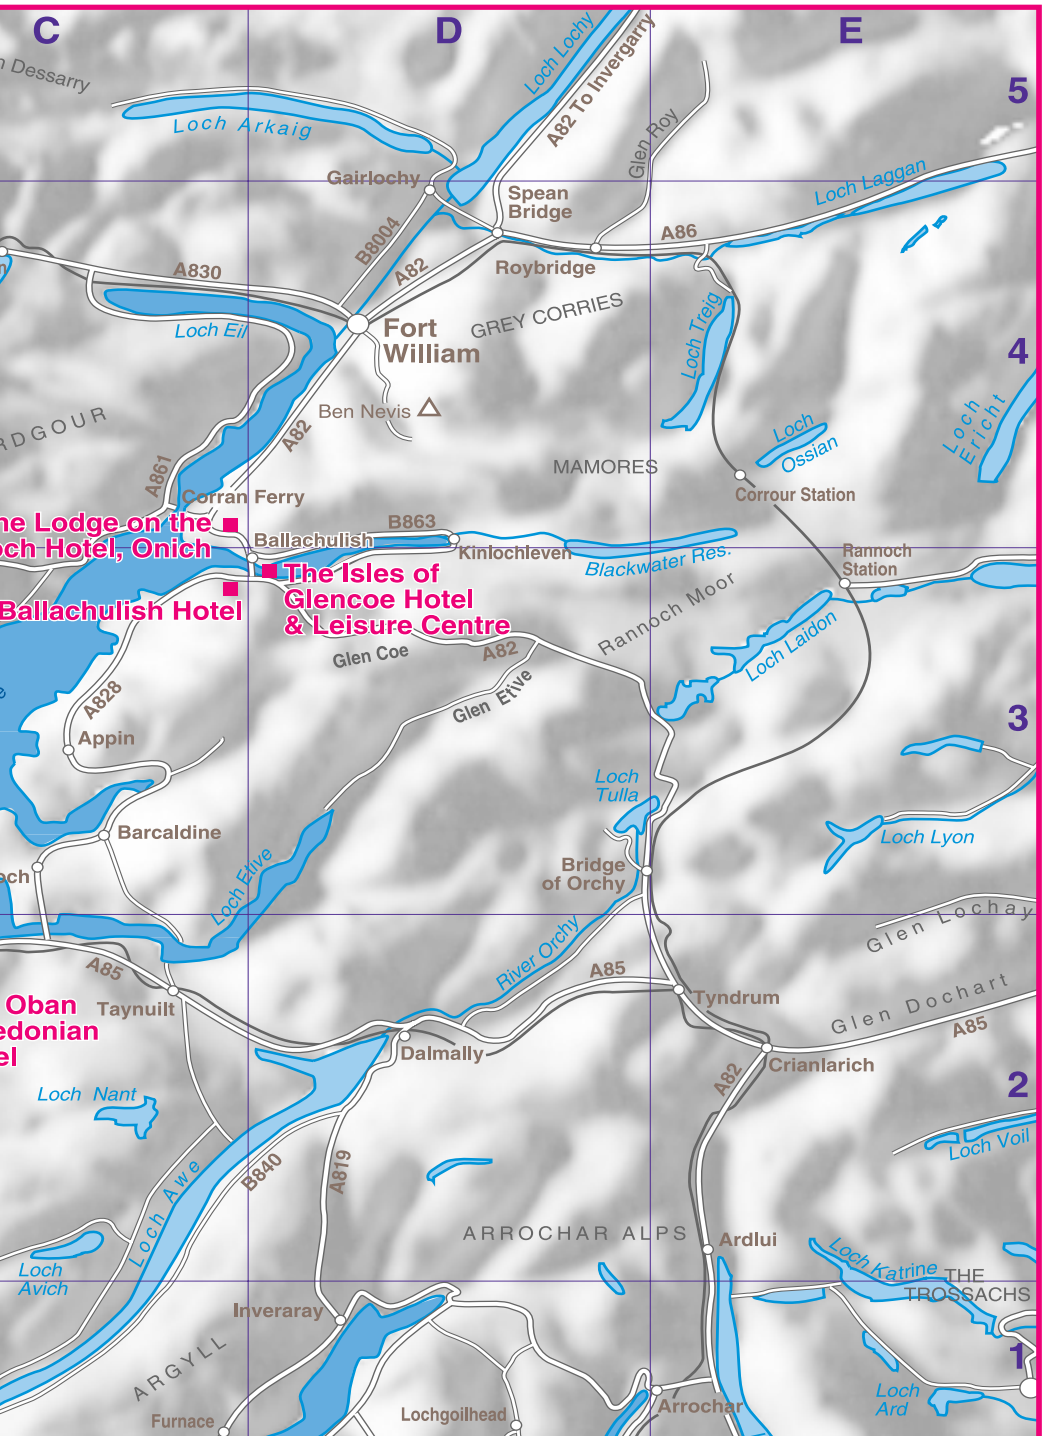 C
D
E
5
Dessarry
Loch Arkaig
Loch Lochy
A82 To Invergarry
Glen Roy
Gairlochy
Spean
Bridge
Loch Laggan
B8004
A82
A86
Roybridge
A830
Loch Eil
Fort
William
GREY CORRIES
Loch Treig
4
Ben Nevis
A82
Loch
Ericht
Loch
Ossian
MAMORES
A861
Corran Ferry
Corrour Station
Lodge on the
Hotel, Onich
B863
Ballachulish
Kinlochleven
Blackwater Res.
Rannoch
Station
The Isles of
Glencoe Hotel
& Leisure Centre
Ballachulish Hotel
Rannoch Moor
Loch Laidon
Glen Coe
A82
Glen Etive
A828
Appin
3
Loch
Tulla
Barcaldine
Loch Lyon
Bridge
of Orchy
Loch Etive
Glen Lochay
River Orchy
A85
A85
Taynuilt
Tyndrum
Glen Dochart
A85
Oban
Dalmally
Crianlarich
A82
2
Loch Nant
Loch Voil
Loch Awe
B840
A819
ARROCHAR ALPS
Ardlui
Loch
Avich
Loch Katrine
THE
TROSSACHS
Inveraray
1
ARGYLL
Loch
Ard
Furnace
Lochgoilhead
Arrochar